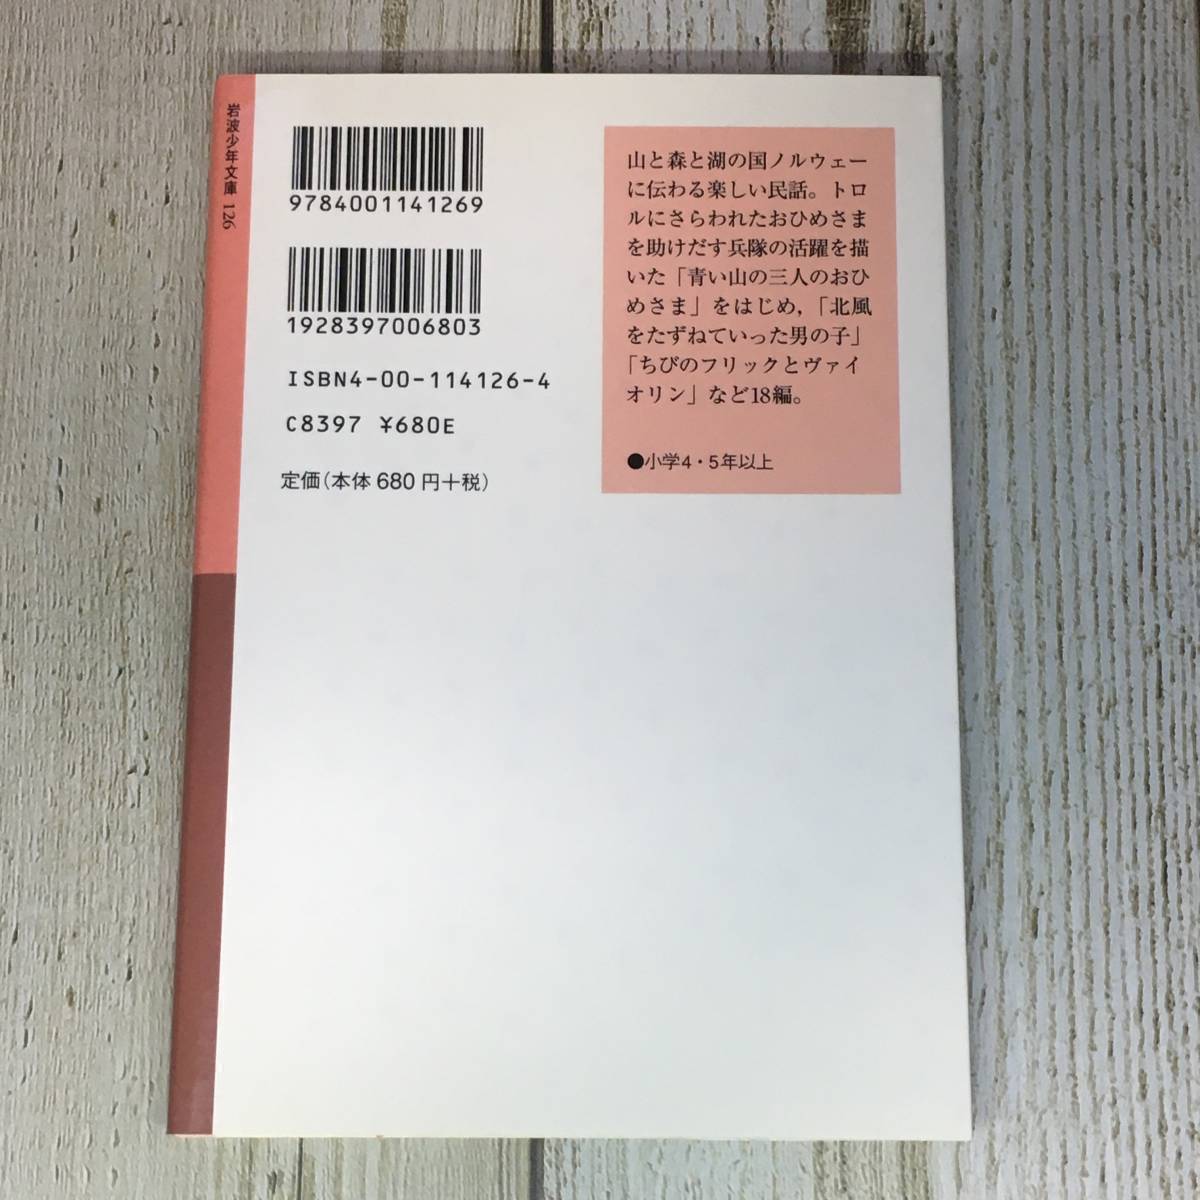 岩波少年文庫 126
9784001141269
1928397006803
ISBN4-00-114126-4
C8397 ¥680E
定価(本体 680 円+税)
山と森と湖の国ノルウェー
に伝わる楽しい民話。トロ
ルにさらわれたおひめさま
を助けだす兵隊の活躍を描
いた「青い山の三人のおひ
めさま」をはじめ,「北風
をたずねていった男の子」
「ちびのフリックとヴァイ
オリン」など18編。
●小学4・5年以上